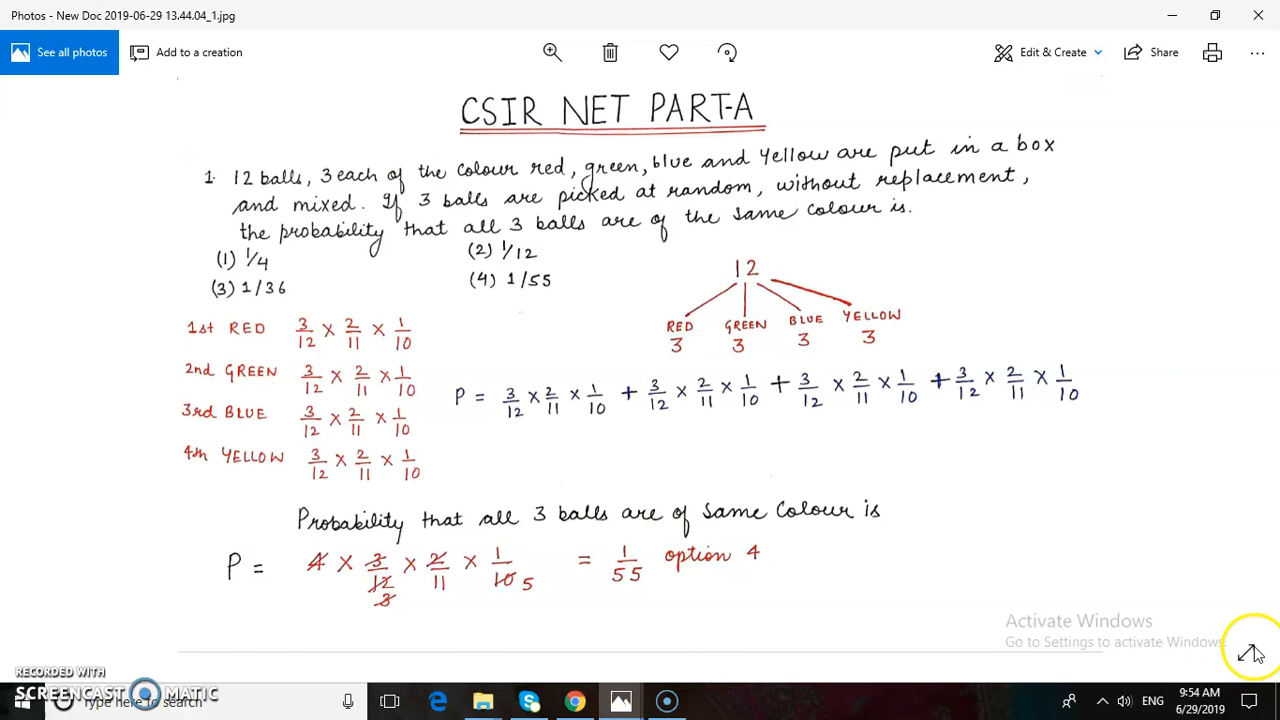 Photos - New Doc 2019-06-29 13.44.04_1.jpg
See all photos
Add to a creation
Edit & Create
Share
CSIR NET PART-A
1. 12 balls, 3 each of the colour red, green, blue and Yellow are put in a box
and mixed. If 3 balls are picked at random, without replacement,
the probability that all 3 balls are of the same colour is.
(1) 1/4 (2) 1/12
(3) 1/36 (4) 1/55
12
RED GREEN BLUE YELLOW
3 3 3 3
1st RED 3/12 × 2/11 × 1/10
2nd GREEN 3/12 × 2/11 × 1/10
3rd BLUE 3/12 × 2/11 × 1/10
4th YELLOW 3/12 × 2/11 × 1/10
P = 3/12 × 2/11 × 1/10 + 3/12 × 2/11 × 1/10 + 3/12 × 2/11 × 1/10 + 3/12 × 2/11 × 1/10
Probability that all 3 balls are of Same Colour is
P = 4 × 3/12 3 × 2/11 × 1/10 5 = 1/55 option 4
Activate Windows
Go to Settings to activate Windows.
RECORDED WITH
SCREENCAST MATIC
Type here to search
ENG
9:54 AM
6/29/2019